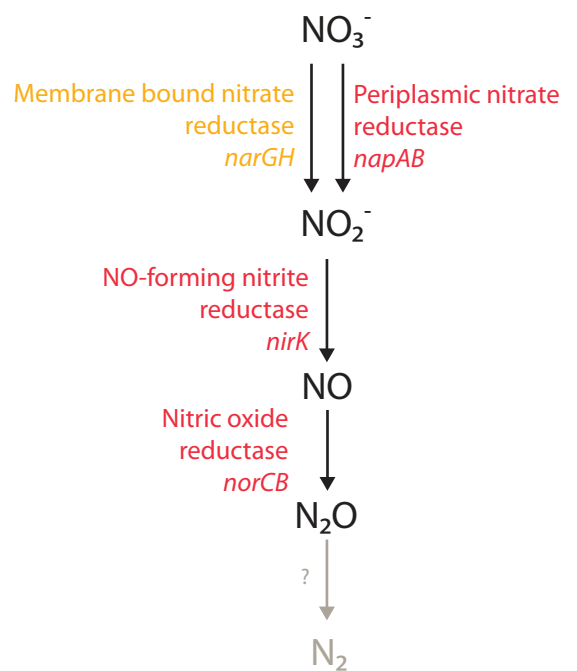 NO₃⁻
Membrane bound nitrate
reductase
narGH
Periplasmic nitrate
reductase
napAB
NO₂⁻
NO-forming nitrite
reductase
nirK
NO
Nitric oxide
reductase
norCB
N₂O
?
N₂